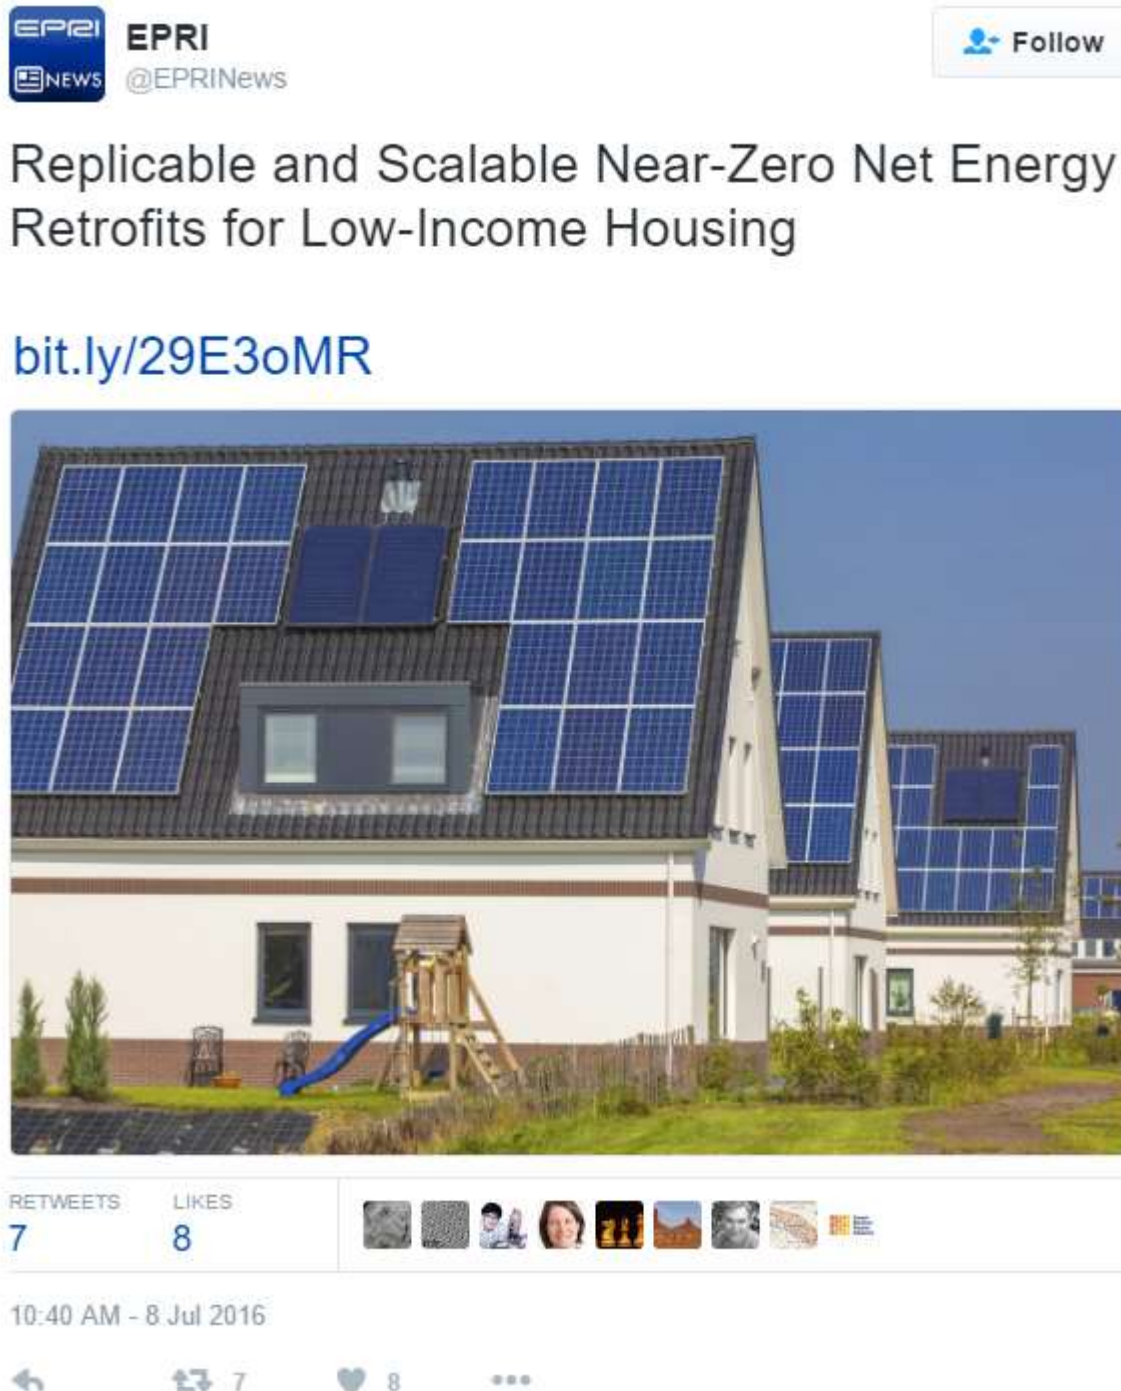 EPRI
NEWS
EPRI
@EPRINews
Follow
Replicable and Scalable Near-Zero Net Energy
Retrofits for Low-Income Housing
bit.ly/29E3oMR
RETWEETS LIKES
7 8
10:40 AM - 8 Jul 2016
7 8